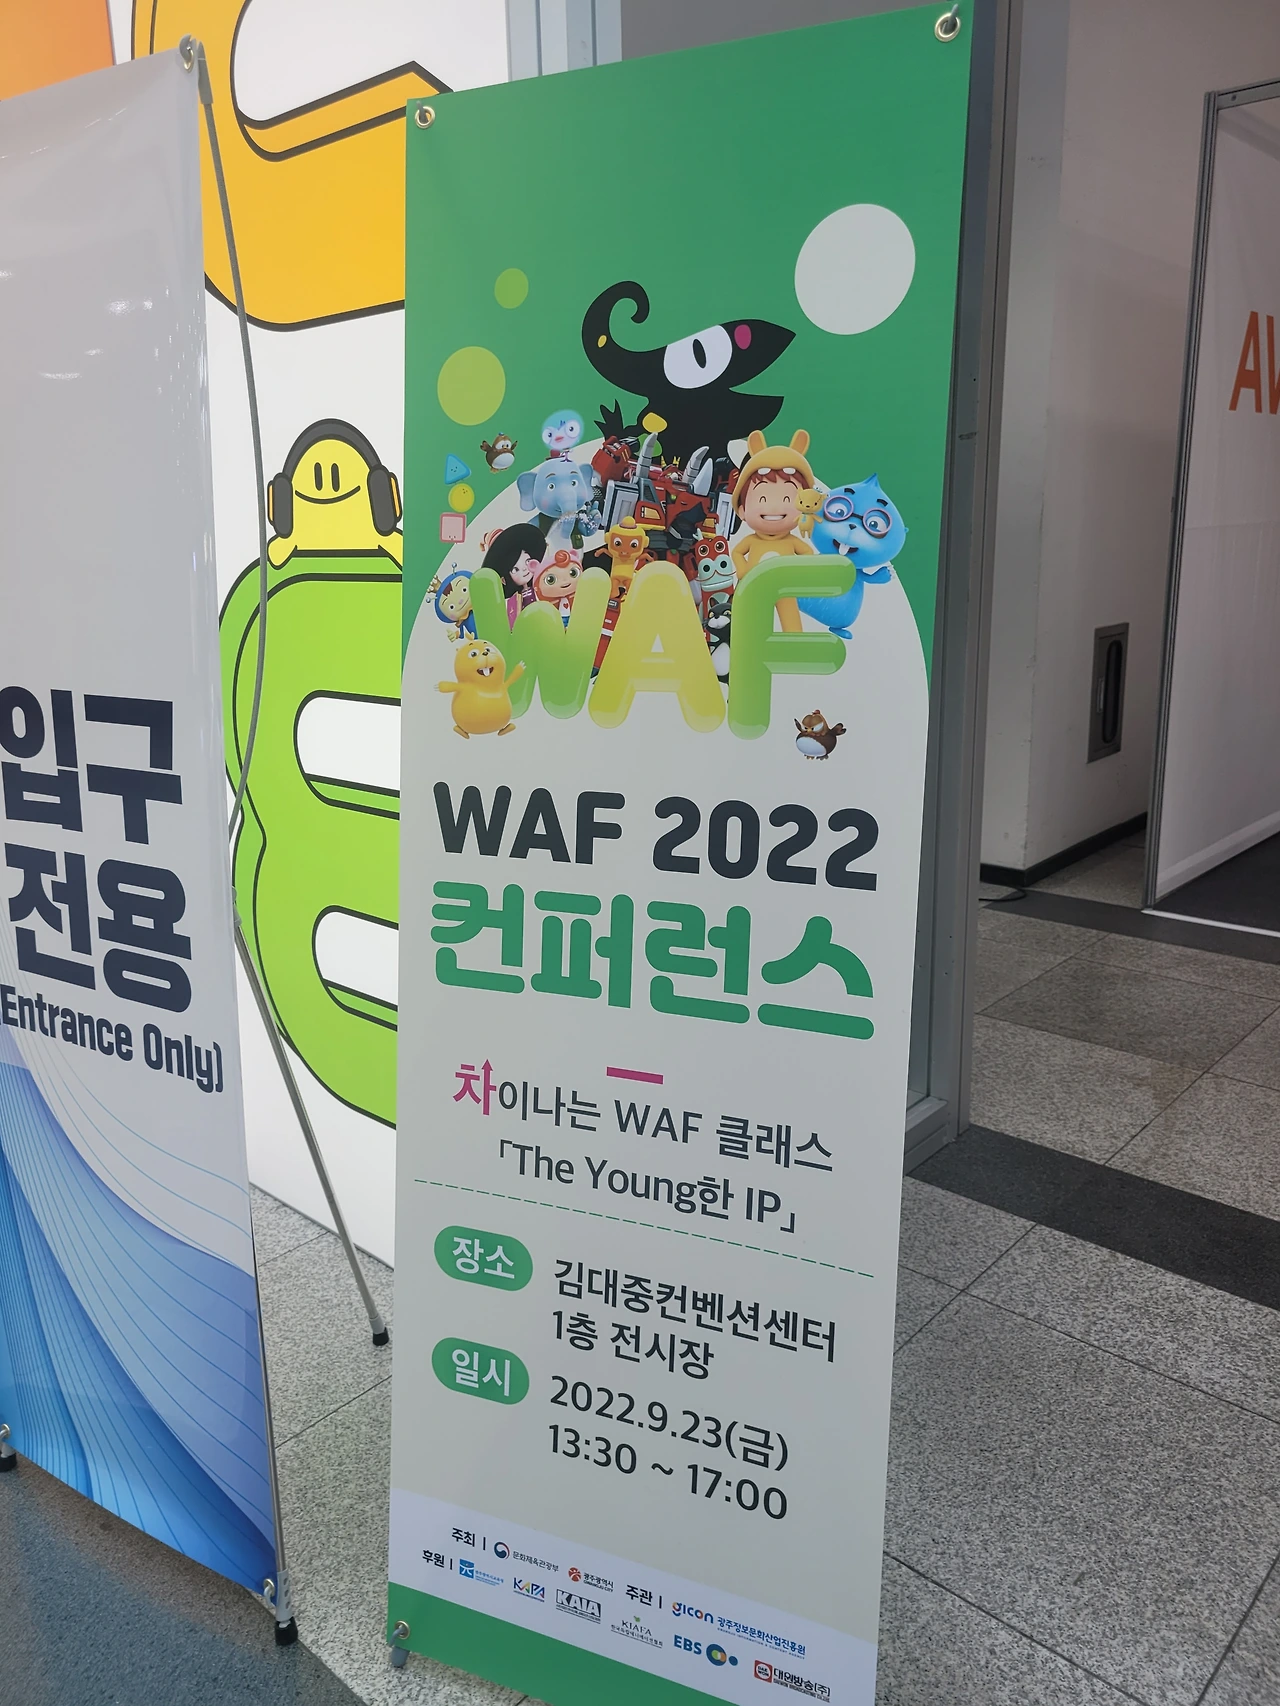 입구
전용
(Entrance Only)
WAF
WAF 2022
컨퍼런스
차이나는 WAF 클래스
「The Young한 IP」
장소
김대중컨벤션센터
1층 전시장
일시
2022.9.23(금)
13:30 ~ 17:00
주최 | 문화체육관광부 광주광역시 주관 | gicon 광주정보문화산업진흥원
후원 | KAPA KAIA KIAFA EBS 대원방송(주)
AW